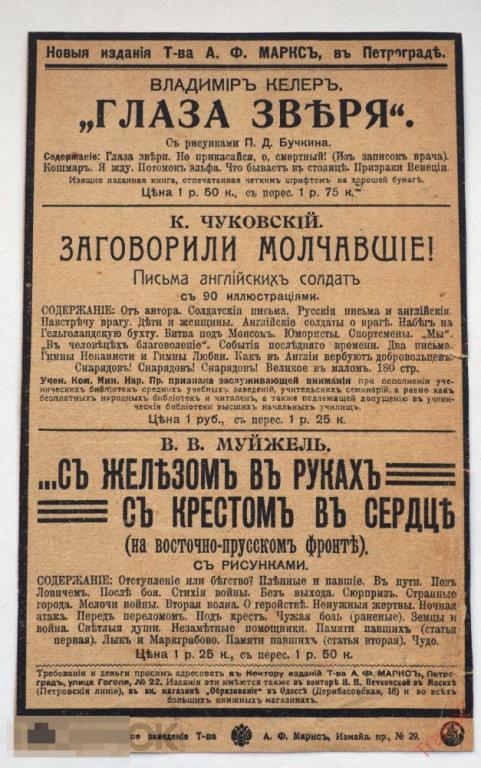 Новыя изданія Т-ва А. Ф. МАРКСЪ, въ Петроградѣ.
ВЛАДИМІРЪ КЕЛЕРЪ.
„ГЛАЗА ЗВѢРЯ“.
Съ рисунками П. Д. Бучкина.
Содержаніе: Глаза звѣря. Не прикасайся, о, смертный! (Изъ записокъ врача).
Кошмаръ. Я жду. Потомокъ эльфа. Что бываетъ въ столицѣ. Призраки Венеціи.
Изящно изданная книга, отпечатанная четкимъ шрифтомъ на хорошей бумагѣ.
Цѣна 1 р. 50 к., съ перес. 1 р. 75 к.
К. ЧУКОВСКІЙ.
ЗАГОВОРИЛИ МОЛЧАВШІЕ!
Письма англійскихъ солдатъ
съ 90 иллюстраціями.
СОДЕРЖАНІЕ: Отъ автора. Солдатскія письма. Русскія письма и англійскія.
Навстрѣчу врагу. Дѣти и женщины. Англійскіе солдаты о врагѣ. Набѣгъ на
Гельголандскую бухту. Битва подъ Монсомъ. Юмористы. Спортсмены. „Мы“.
„Въ человѣцѣхъ благоволеніе“. Событія послѣдняго времени. Два письма.
Гимны Ненависти и Гимны Любви. Какъ въ Англіи вербуютъ добровольцевъ.
Снарядовъ! Снарядовъ! Снарядовъ! Великое въ маломъ. 180 стр.
Учен. Ком. Мин. Нар. Пр. признана заслуживающей вниманія при пополненіи уче-
ническихъ библіотекъ среднихъ учебныхъ заведеній, учительскихъ семинарій, а равно какъ
безплатныхъ народныхъ библіотекъ и читаленъ, а также подлежащей допущенію въ учени-
ческія библіотеки высшихъ начальныхъ училищъ.
Цѣна 1 руб., съ перес. 1 р. 25 к.
В. В. МУЙЖЕЛЬ.
...СЪ ЖЕЛѢЗОМЪ ВЪ РУКАХЪ
СЪ КРЕСТОМЪ ВЪ СЕРДЦѢ
(на восточно-прусскомъ фронтѣ).
СЪ РИСУНКАМИ.
СОДЕРЖАНІЕ: Отступленіе или бѣгство? Плѣнные и павшіе. Въ пути. Подъ
Ловичемъ. Послѣ боя. Стихія войны. Безъ выхода. Сюрпризъ. Странные
города. Мелочи войны. Вторая волна. О геройствѣ. Ненужныя жертвы. Ночная
атака. Передъ переломомъ. Подъ крестъ. Чужая боль (раненые). Земцы и
война. Свѣтлыя души. Незамѣтные помощники. Памяти павшихъ (статья
первая). Лыкъ и Маркграбово. Памяти павшихъ (статья вторая). Чудо.
Цѣна 1 р. 25 к., съ перес. 1 р. 50 к.
Требованія и деньги просимъ адресовать въ Контору изданій Т-ва А. Ф. МАРКСЪ, Петро-
градъ, улица Гоголя, № 22. Изданія эти имѣются также въ конторѣ Н. Н. Печковской въ Москвѣ
(Петровскія линіи), въ кн. магазинѣ „Образованіе“ въ Одессѣ (Дерибасовская, 18) и во всѣхъ
большихъ книжныхъ магазинахъ.
заведеніе Т-ва А. Ф. МАРКСЪ, Измайл. пр., № 29.